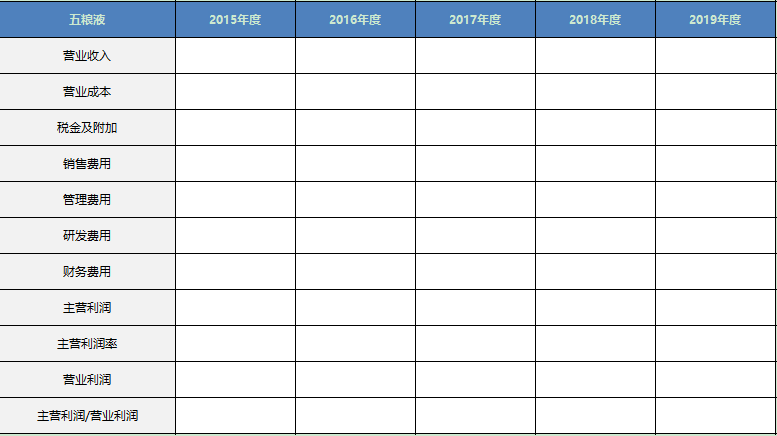 五粮液 2015年度 2016年度 2017年度 2018年度 2019年度
营业收入
营业成本
税金及附加
销售费用
管理费用
研发费用
财务费用
主营利润
主营利润率
营业利润
主营利润/营业利润